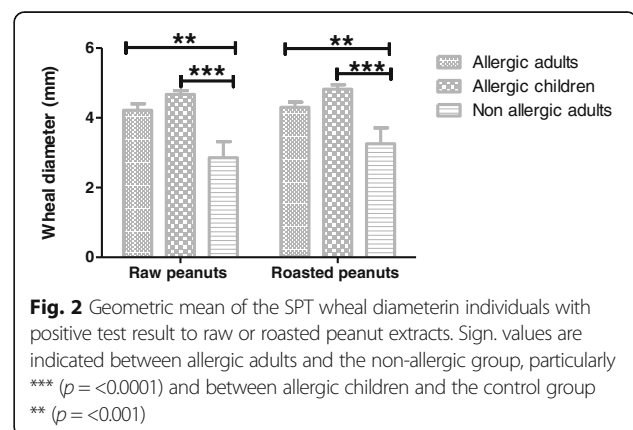 6
4
2
0
Wheal diameter (mm)
**
***
**
***
Raw peanuts
Roasted peanuts
Allergic adults
Allergic children
Non allergic adults
Fig. 2 Geometric mean of the SPT wheal diameterin individuals with
positive test result to raw or roasted peanut extracts. Sign. values are
indicated between allergic adults and the non-allergic group, particularly
*** (p = <0.0001) and between allergic children and the control group
** (p = <0.001)